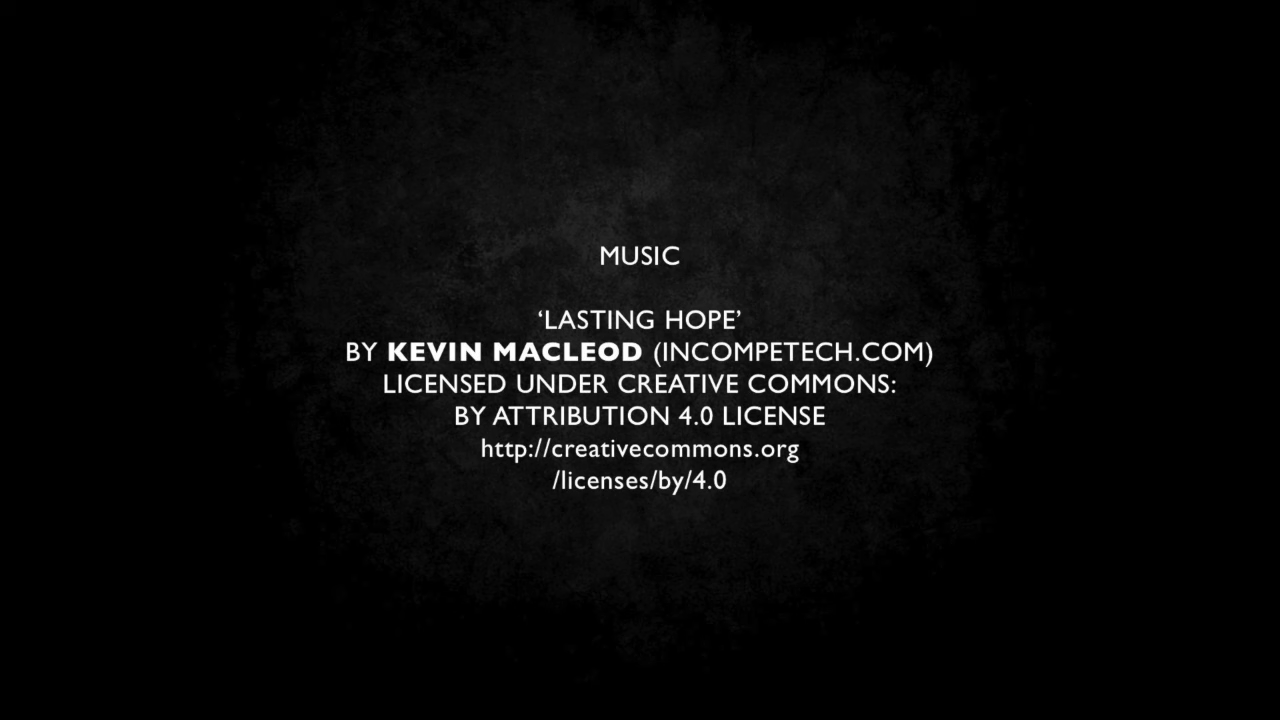 MUSIC
‘LASTING HOPE’
BY KEVIN MACLEOD (INCOMPETECH.COM)
LICENSED UNDER CREATIVE COMMONS:
BY ATTRIBUTION 4.0 LICENSE
http://creativecommons.org
/licenses/by/4.0